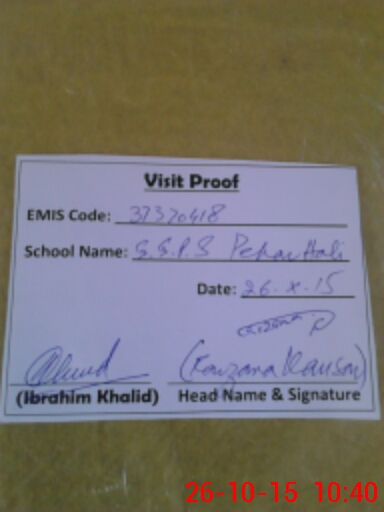 Visit Proof
EMIS Code: 37370418
School Name: G.G.P.S Pehar Hali
Date: 26-X-15
(Fauzana Kausar)
(Ibrahim Khalid) Head Name & Signature
26-10-15 10:40